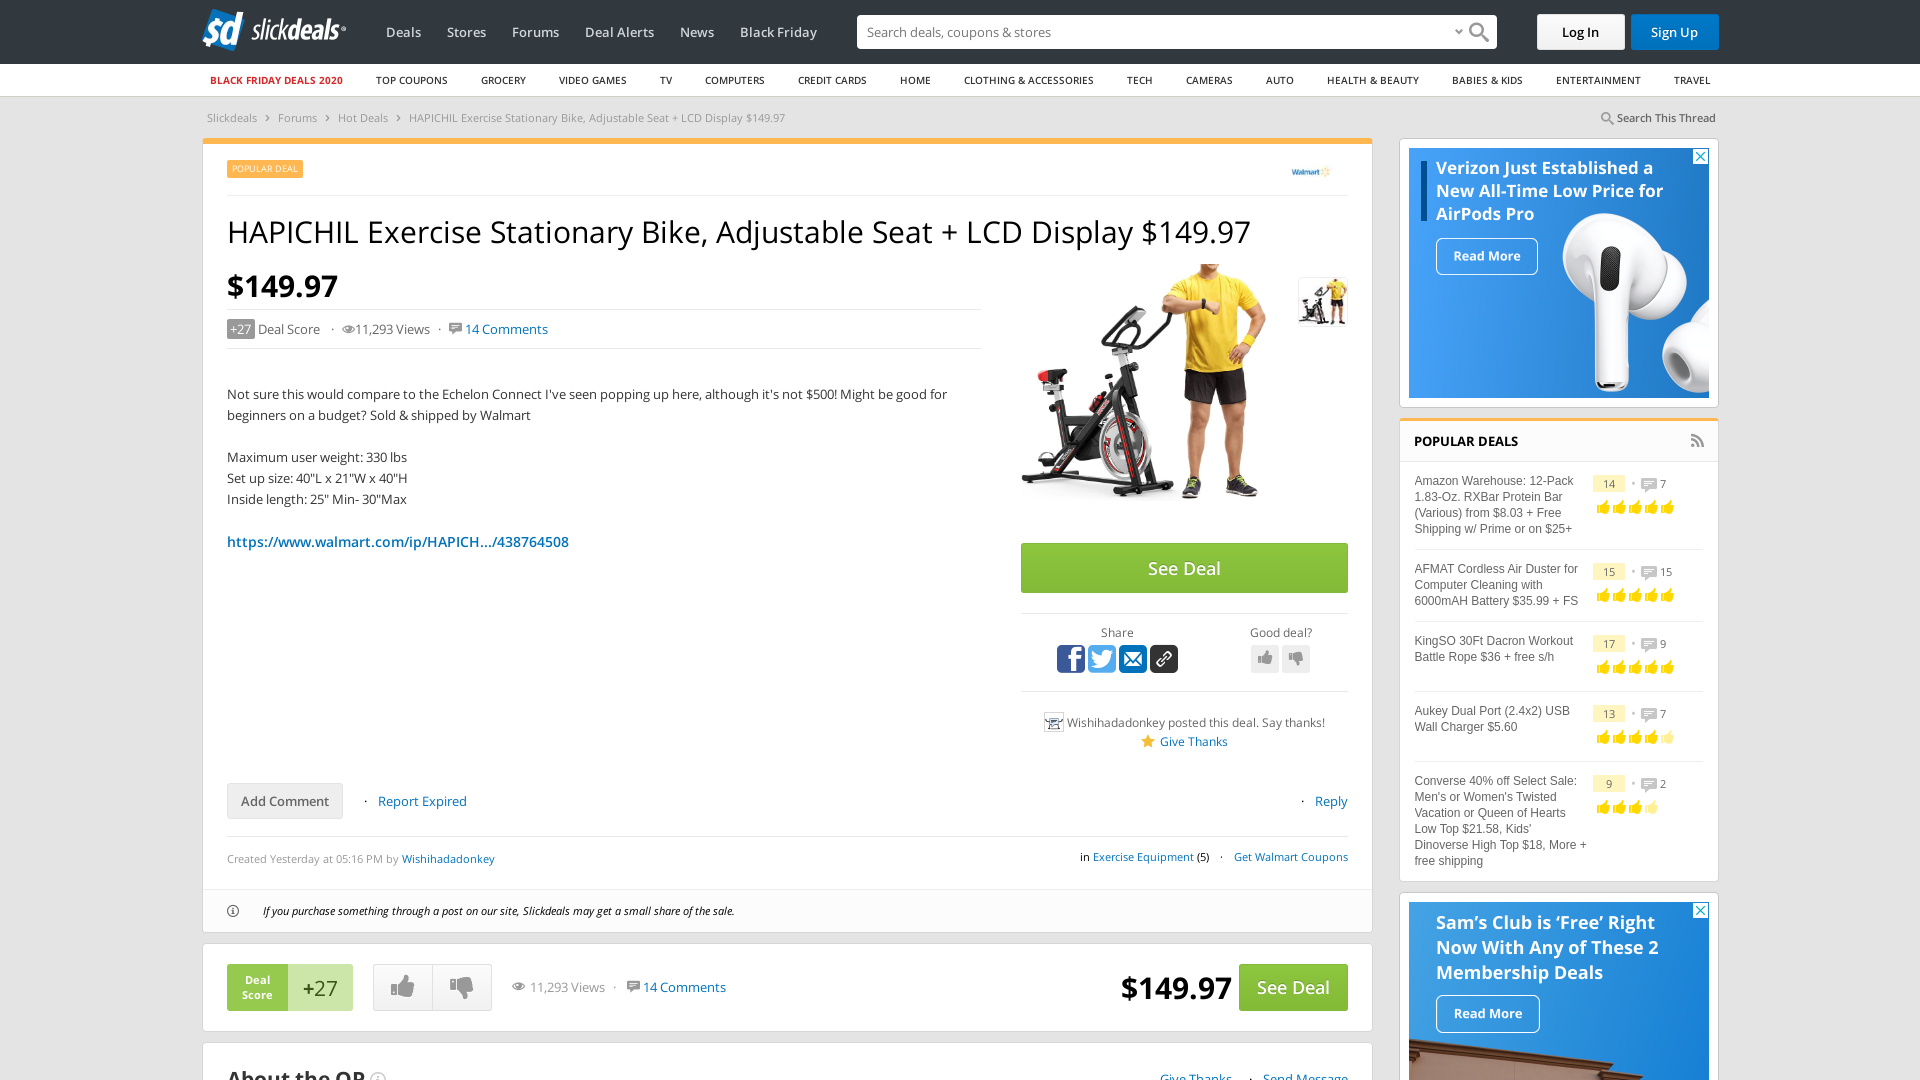 sd slickdeals
Deals Stores Forums Deal Alerts News Black Friday
Search deals, coupons & stores
Log In Sign Up
BLACK FRIDAY DEALS 2020 TOP COUPONS GROCERY VIDEO GAMES TV COMPUTERS CREDIT CARDS HOME CLOTHING & ACCESSORIES TECH CAMERAS AUTO HEALTH & BEAUTY BABIES & KIDS ENTERTAINMENT TRAVEL
Slickdeals › Forums › Hot Deals › HAPICHIL Exercise Stationary Bike, Adjustable Seat + LCD Display $149.97
Search This Thread
POPULAR DEAL
Walmart
HAPICHIL Exercise Stationary Bike, Adjustable Seat + LCD Display $149.97
$149.97
+27 Deal Score · 11,293 Views · 14 Comments
Not sure this would compare to the Echelon Connect I've seen popping up here, although it's not $500! Might be good for
beginners on a budget? Sold & shipped by Walmart
Maximum user weight: 330 lbs
Set up size: 40"L x 21"W x 40"H
Inside length: 25" Min- 30"Max
https://www.walmart.com/ip/HAPICH.../438764508
See Deal
Share
Good deal?
Wishihadadonkey posted this deal. Say thanks!
Give Thanks
Add Comment · Report Expired
· Reply
Created Yesterday at 05:16 PM by Wishihadadonkey
in Exercise Equipment (5) · Get Walmart Coupons
If you purchase something through a post on our site, Slickdeals may get a small share of the sale.
Deal
Score
+27
11,293 Views · 14 Comments
$149.97
See Deal
About the OP
Give Thanks · Send Message
Verizon Just Established a
New All-Time Low Price for
AirPods Pro
Read More
POPULAR DEALS
Amazon Warehouse: 12-Pack
1.83-Oz. RXBar Protein Bar
(Various) from $8.03 + Free
Shipping w/ Prime or on $25+
14 • 7
AFMAT Cordless Air Duster for
Computer Cleaning with
6000mAH Battery $35.99 + FS
15 • 15
KingSO 30Ft Dacron Workout
Battle Rope $36 + free s/h
17 • 9
Aukey Dual Port (2.4x2) USB
Wall Charger $5.60
13 • 7
Converse 40% off Select Sale:
Men's or Women's Twisted
Vacation or Queen of Hearts
Low Top $21.58, Kids'
Dinoverse High Top $18, More +
free shipping
9 • 2
Sam's Club is 'Free' Right
Now With Any of These 2
Membership Deals
Read More